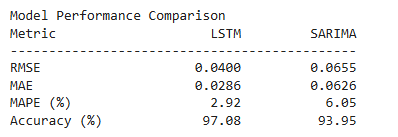 Model Performance Comparison
Metric LSTM SARIMA
--------------------------------------------
RMSE 0.0400 0.0655
MAE 0.0286 0.0626
MAPE (%) 2.92 6.05
Accuracy (%) 97.08 93.95